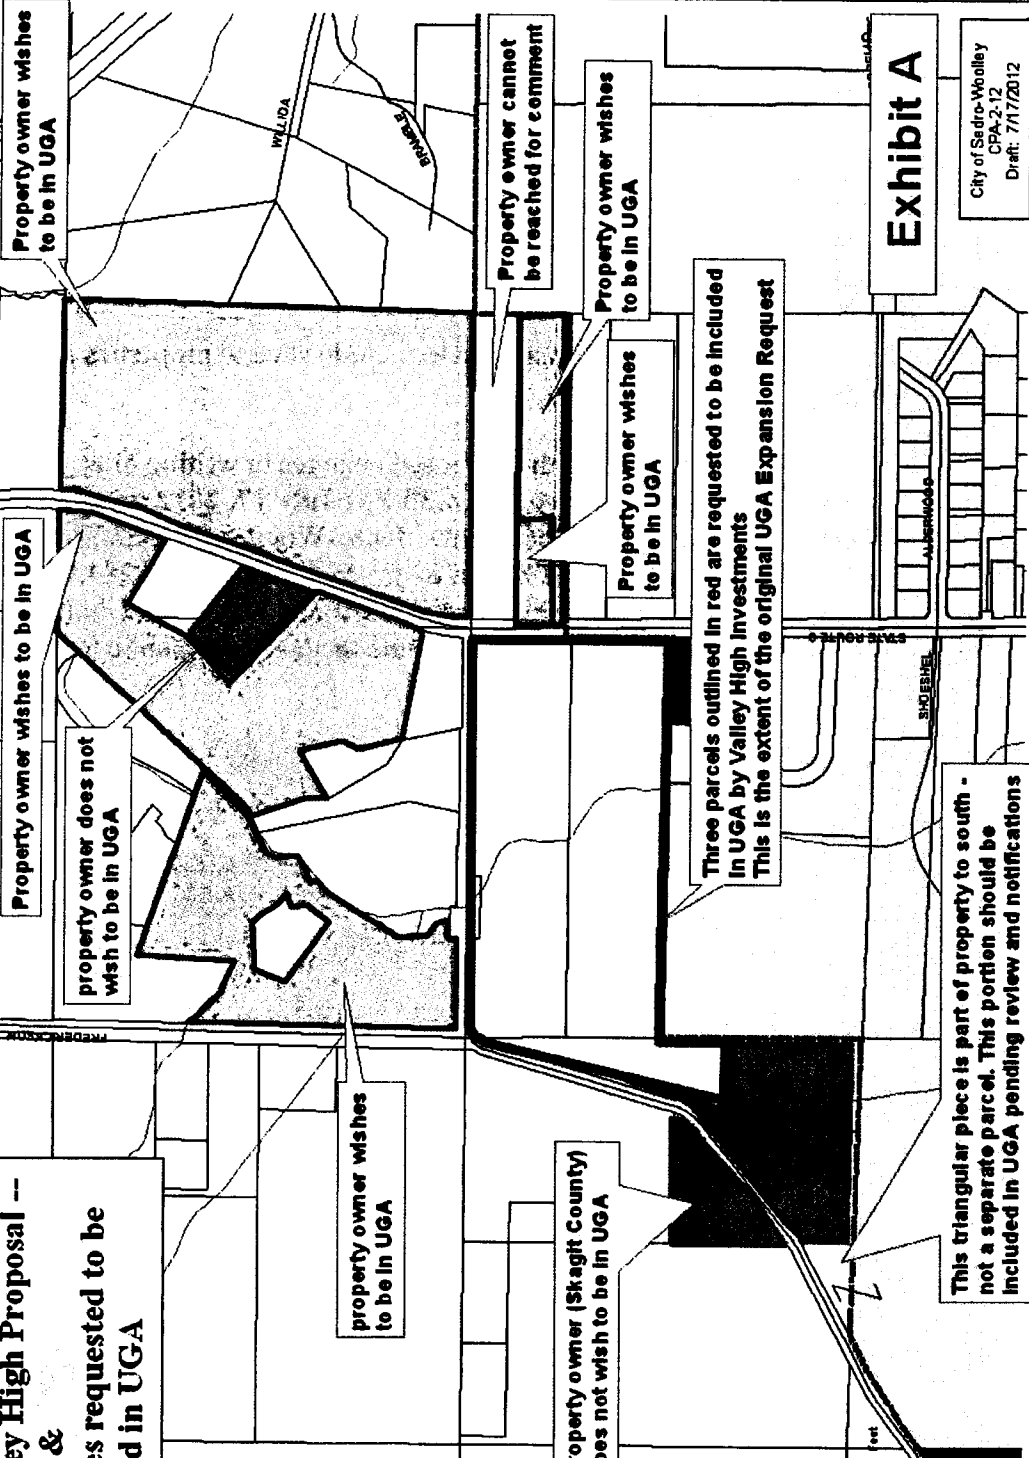 ey High Proposal --
&
es requested to be
d in UGA
Property owner wishes to be in UGA
Property owner wishes
to be in UGA
property owner does not
wish to be in UGA
property owner wishes
to be in UGA
Property owner cannot
be reached for comment
Property owner wishes
to be in UGA
Property owner wishes
to be in UGA
operty owner (Skagit County)
oes not wish to be in UGA
Three parcels outlined in red are requested to be included
in UGA by Valley High Investments
This is the extent of the original UGA Expansion Request
This triangular piece is part of property to south -
not a separate parcel. This portion should be
included in UGA pending review and notifications
FREDERICKSON
WILLIDA
BRAMBLE
STATE ROUTE 9
SHOESHEL
ALDERWOOD
Feet
Exhibit A
City of Sedro-Woolley
CPA-2-12
Draft: 7/17/2012